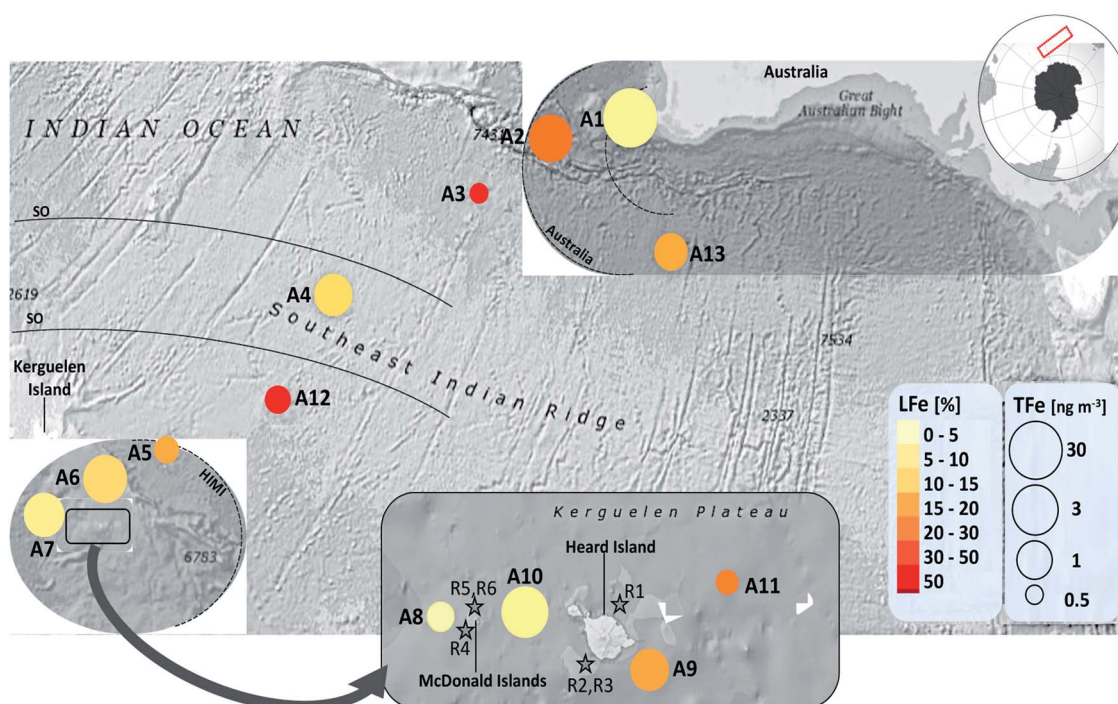 Australia
Great
Australian Bight
INDIAN OCEAN
7431
A2
A1
A3
SO
Australia
A13
2619
A4
SO
Southeast Indian Ridge
7534
Kerguelen
Island
A12
2337
A5
A6
HIMI
A7
6783
LFe [%]
0 - 5
5 - 10
10 - 15
15 - 20
20 - 30
30 - 50
50
TFe [ng m⁻³]
30
3
1
0.5
Kerguelen Plateau
Heard Island
R5,R6
A10
R1
A11
A8
R4
A9
McDonald Islands
R2,R3